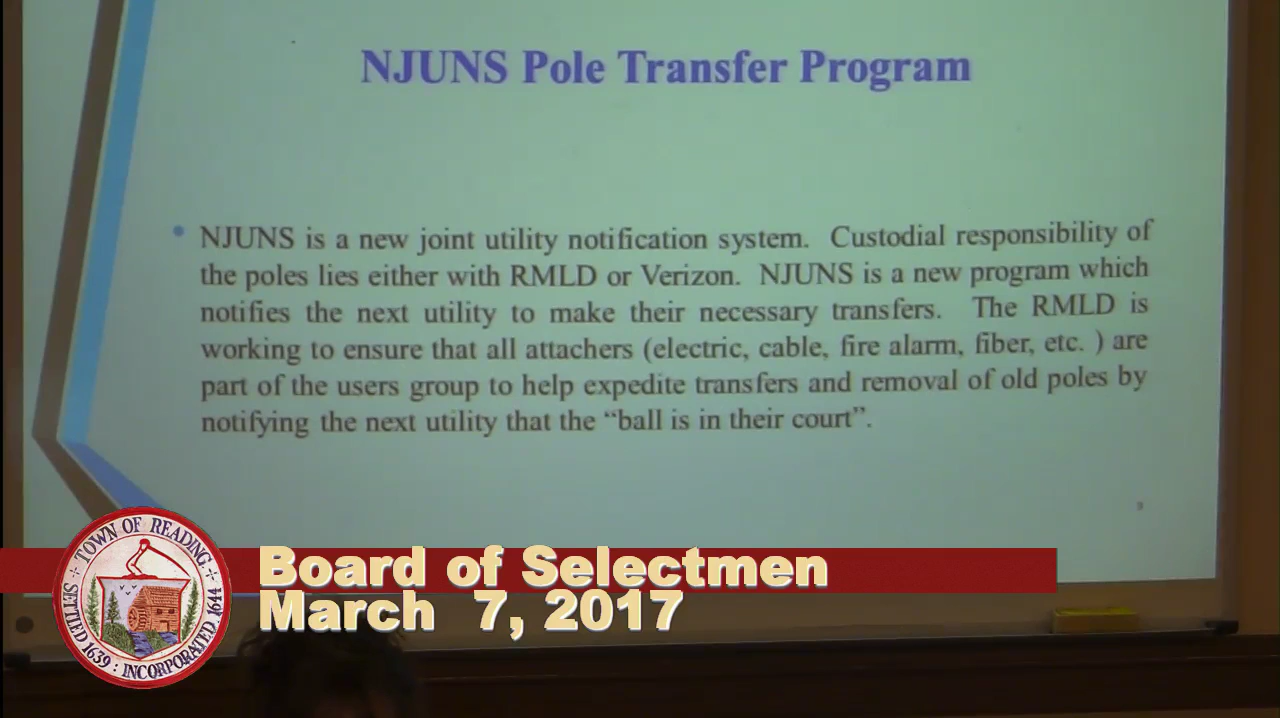 NJUNS Pole Transfer Program
• NJUNS is a new joint utility notification system. Custodial responsibility of
the poles lies either with RMLD or Verizon. NJUNS is a new program which
notifies the next utility to make their necessary transfers. The RMLD is
working to ensure that all attachers (electric, cable, fire alarm, fiber, etc. ) are
part of the users group to help expedite transfers and removal of old poles by
notifying the next utility that the “ball is in their court”.
9
TOWN OF READING
SETTLED 1639 : INCORPORATED 1644
Board of Selectmen
March 7, 2017